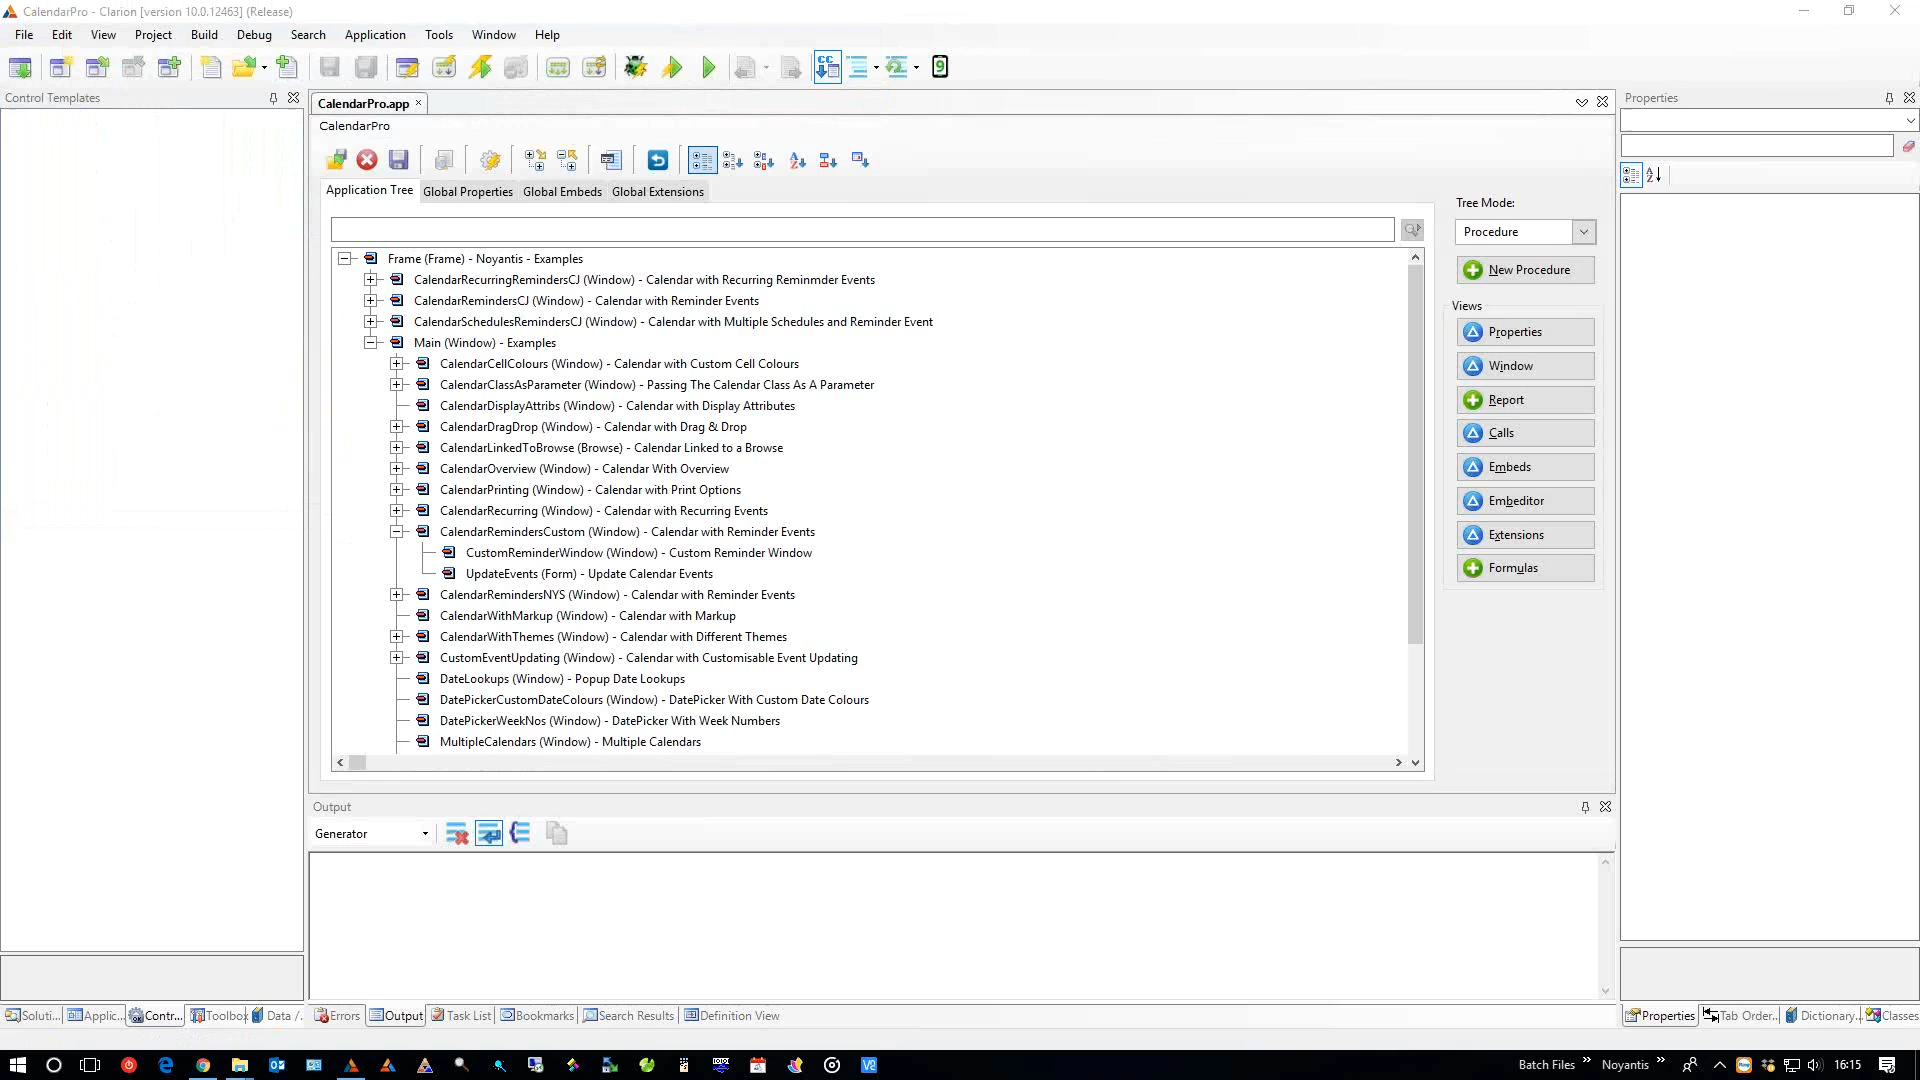 CalendarPro - Clarion [version 10.0.12463] (Release)
File Edit View Project Build Debug Search Application Tools Window Help
Control Templates
CalendarPro.app
Properties
CalendarPro
Application Tree Global Properties Global Embeds Global Extensions
Tree Mode:
Procedure
New Procedure
Views
Properties
Window
Report
Calls
Embeds
Embeditor
Extensions
Formulas
Frame (Frame) - Noyantis - Examples
CalendarRecurringRemindersCJ (Window) - Calendar with Recurring Reminmder Events
CalendarRemindersCJ (Window) - Calendar with Reminder Events
CalendarSchedulesRemindersCJ (Window) - Calendar with Multiple Schedules and Reminder Event
Main (Window) - Examples
CalendarCellColours (Window) - Calendar with Custom Cell Colours
CalendarClassAsParameter (Window) - Passing The Calendar Class As A Parameter
CalendarDisplayAttribs (Window) - Calendar with Display Attributes
CalendarDragDrop (Window) - Calendar with Drag & Drop
CalendarLinkedToBrowse (Browse) - Calendar Linked to a Browse
CalendarOverview (Window) - Calendar With Overview
CalendarPrinting (Window) - Calendar with Print Options
CalendarRecurring (Window) - Calendar with Recurring Events
CalendarRemindersCustom (Window) - Calendar with Reminder Events
CustomReminderWindow (Window) - Custom Reminder Window
UpdateEvents (Form) - Update Calendar Events
CalendarRemindersNYS (Window) - Calendar with Reminder Events
CalendarWithMarkup (Window) - Calendar with Markup
CalendarWithThemes (Window) - Calendar with Different Themes
CustomEventUpdating (Window) - Calendar with Customisable Event Updating
DateLookups (Window) - Popup Date Lookups
DatePickerCustomDateColours (Window) - DatePicker With Custom Date Colours
DatePickerWeekNos (Window) - DatePicker With Week Numbers
MultipleCalendars (Window) - Multiple Calendars
Output
Generator
Soluti... Applic... Contr... Toolbox Data /... Errors Output Task List Bookmarks Search Results Definition View Properties Tab Order... Dictionary... Classes
Batch Files Noyantis 16:15